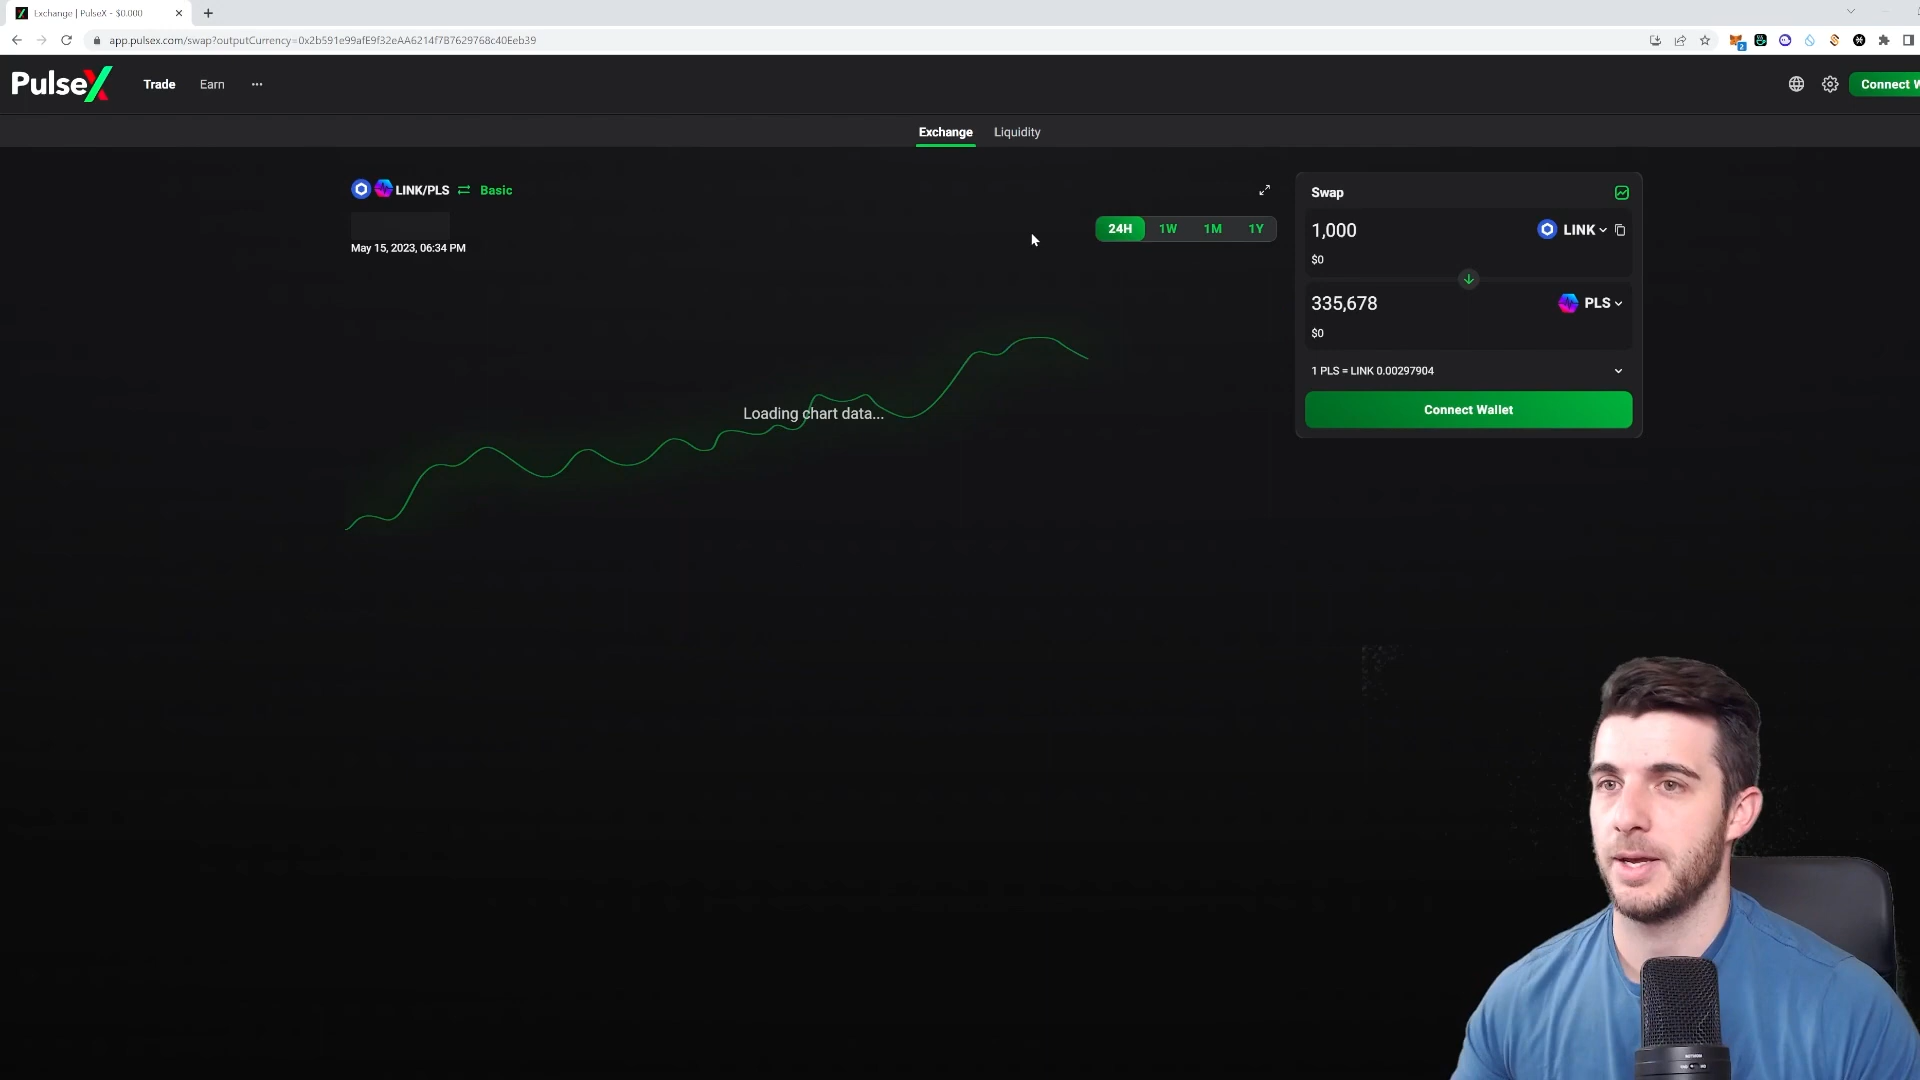 Exchange | PulseX - $0.000
app.pulsex.com/swap?outputCurrency=0x2b591e99afE9f32eAA6214f7B7629768c40Eeb39
2
PulseX Trade Earn ··· Connect W
Exchange Liquidity
LINK/PLS Basic
May 15, 2023, 06:34 PM
24H 1W 1M 1Y
Loading chart data...
Swap
1,000 LINK
$0
335,678 PLS
$0
1 PLS = LINK 0.00297904
Connect Wallet